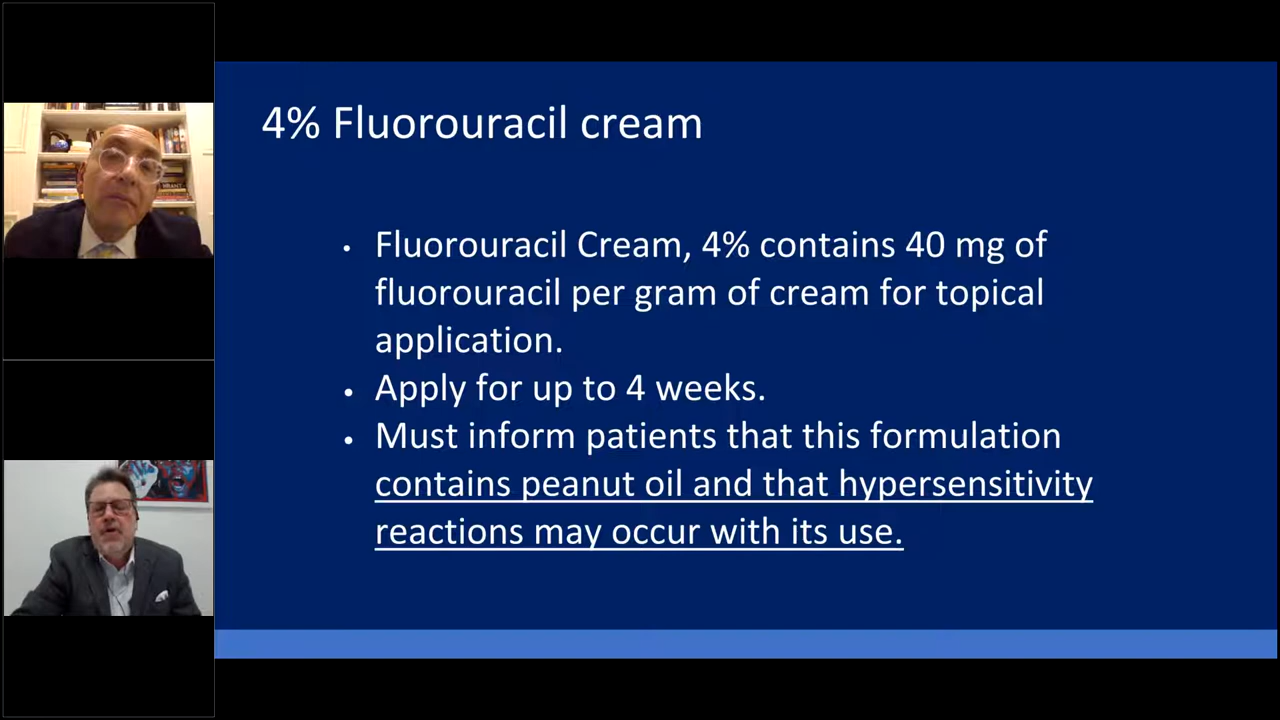 4% Fluorouracil cream
• Fluorouracil Cream, 4% contains 40 mg of
fluorouracil per gram of cream for topical
application.
• Apply for up to 4 weeks.
• Must inform patients that this formulation
contains peanut oil and that hypersensitivity
reactions may occur with its use.